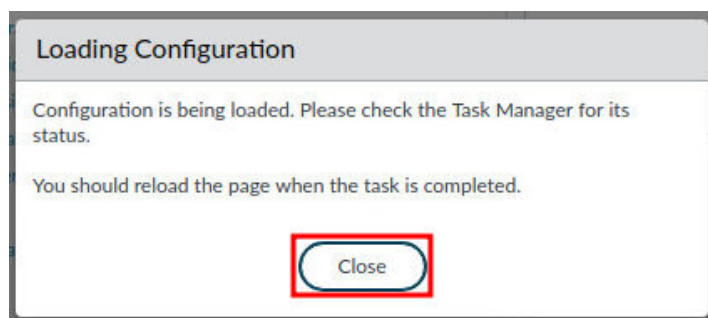 Loading Configuration
Configuration is being loaded. Please check the Task Manager for its
status.
You should reload the page when the task is completed.
Close